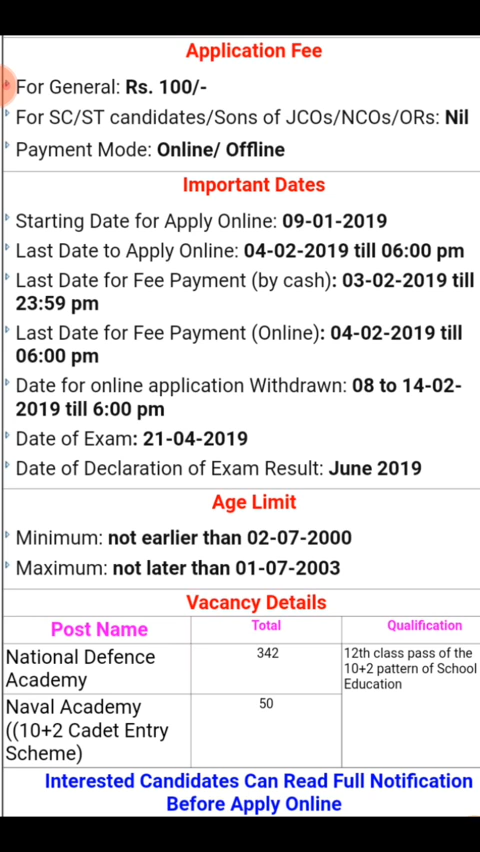 Application Fee
For General: Rs. 100/-
For SC/ST candidates/Sons of JCOs/NCOs/ORs: Nil
Payment Mode: Online/ Offline
Important Dates
Starting Date for Apply Online: 09-01-2019
Last Date to Apply Online: 04-02-2019 till 06:00 pm
Last Date for Fee Payment (by cash): 03-02-2019 till
23:59 pm
Last Date for Fee Payment (Online): 04-02-2019 till
06:00 pm
Date for online application Withdrawn: 08 to 14-02-
2019 till 6:00 pm
Date of Exam: 21-04-2019
Date of Declaration of Exam Result: June 2019
Age Limit
Minimum: not earlier than 02-07-2000
Maximum: not later than 01-07-2003
Vacancy Details
Post Name Total Qualification
National Defence
Academy
342
12th class pass of the
10+2 pattern of School
Education
Naval Academy
((10+2 Cadet Entry
Scheme)
50
Interested Candidates Can Read Full Notification
Before Apply Online